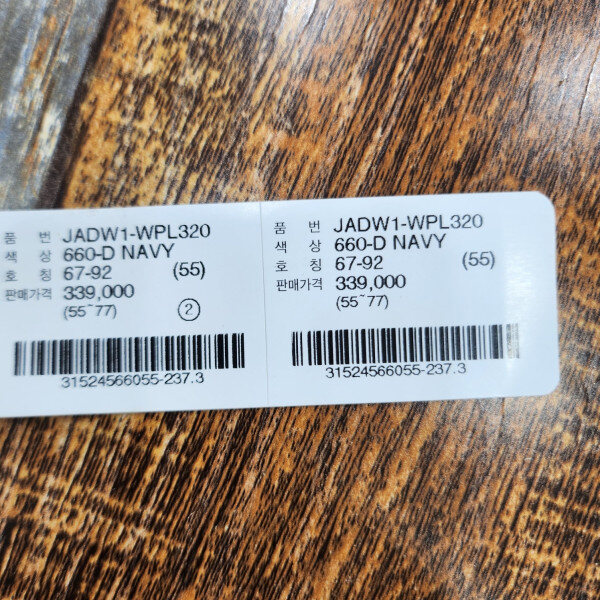 품 번 JADW1-WPL320
색 상 660-D NAVY
호 칭 67-92 (55)
판매가격 339,000
(55~77) ②
31524566055-237.3
품 번 JADW1-WPL320
색 상 660-D NAVY
호 칭 67-92 (55)
판매가격 339,000
(55~77)
31524566055-237.3